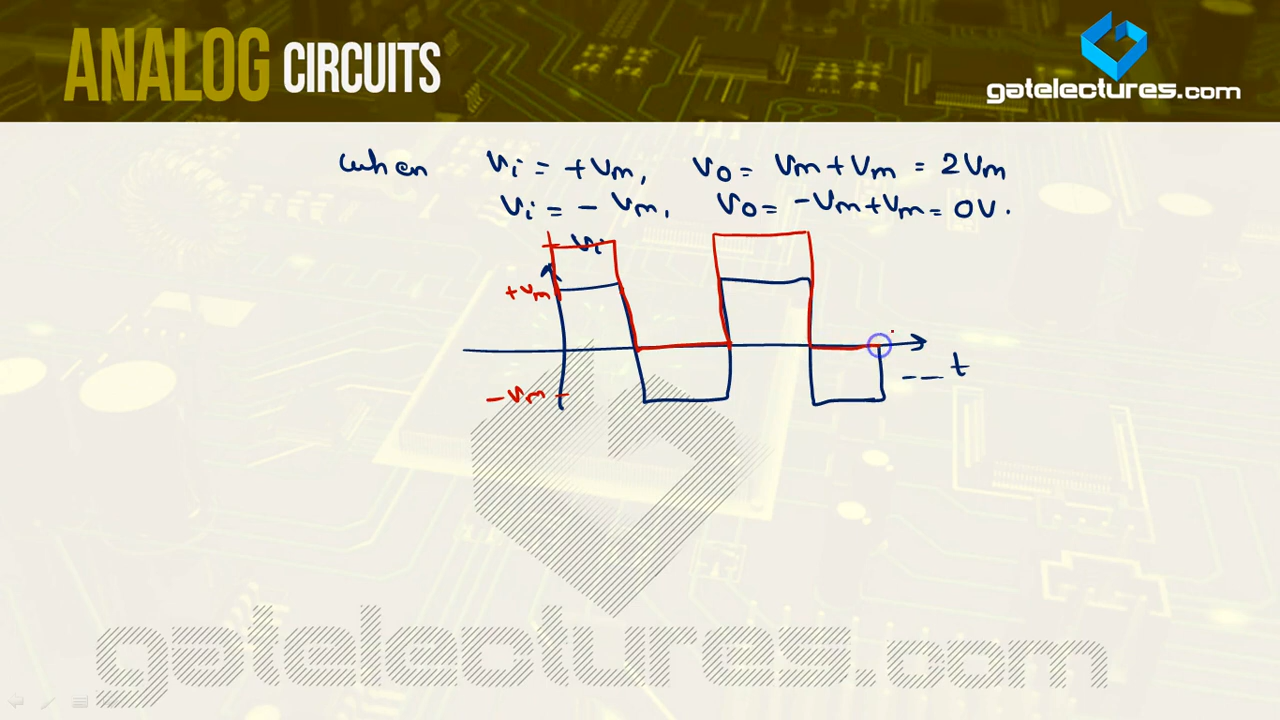 ANALOG CIRCUITS
gatelectures.com
when vi = +Vm, vo = Vm + Vm = 2Vm
vi = - Vm, vo = -Vm + Vm = 0V.
vi
+Vm
-Vm
t
gatelectures.com